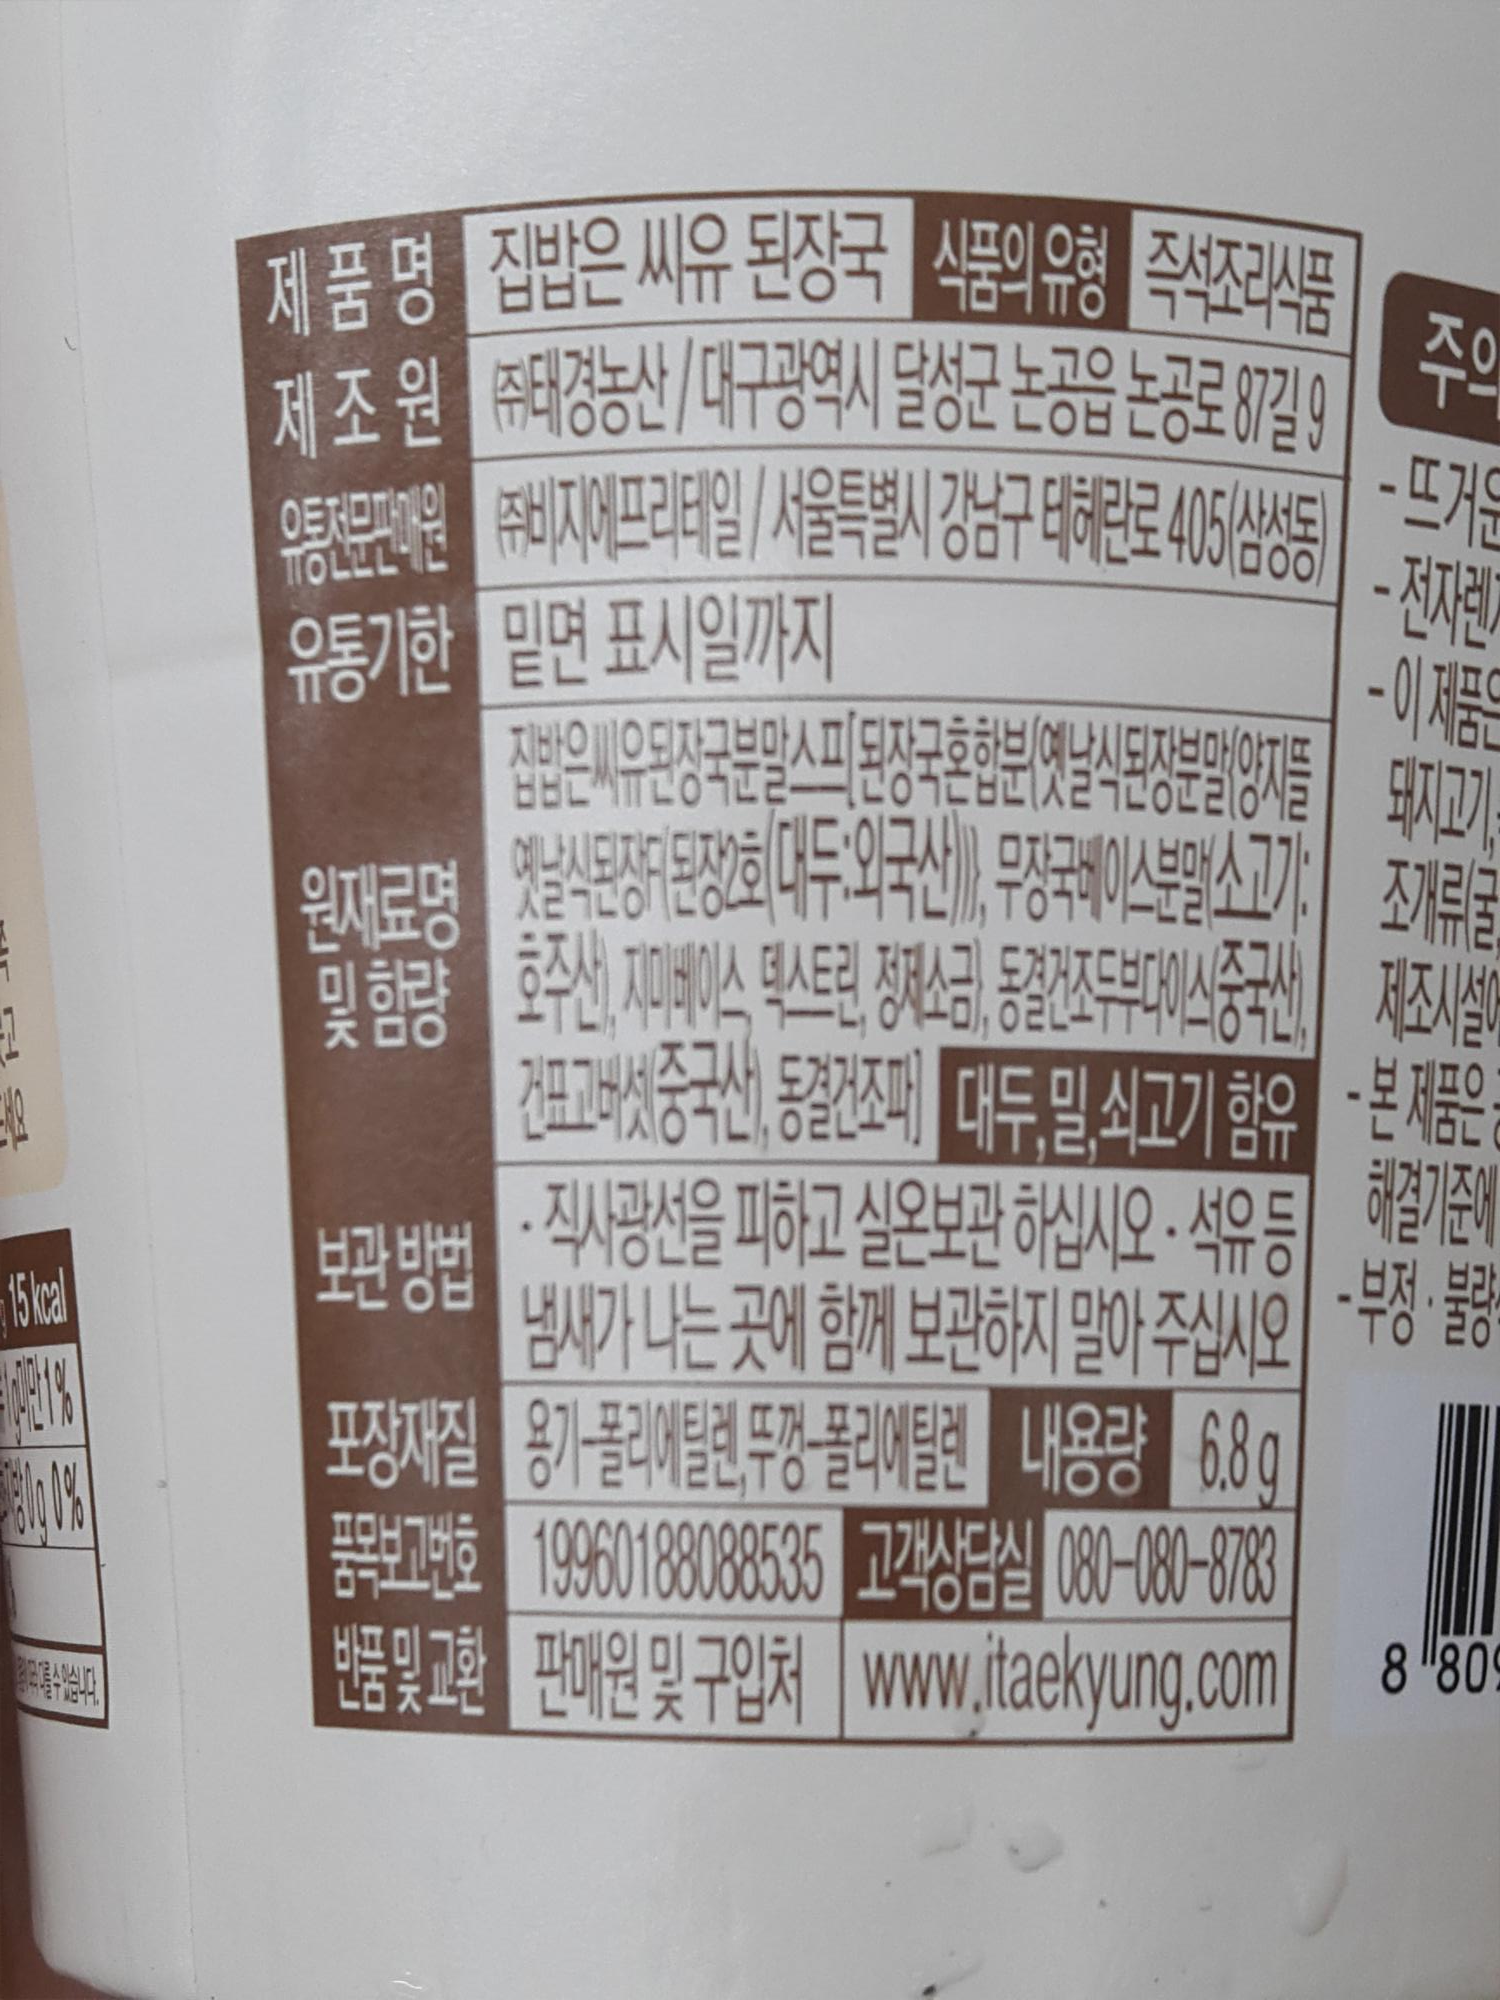 제품명 집밥은 씨유 된장국 식품의 유형 즉석조리식품
제조원 ㈜태경농산 / 대구광역시 달성군 논공읍 논공로 87길 9
유통전문판매원 ㈜비지에프리테일 / 서울특별시 강남구 테헤란로 405(삼성동)
유통기한 밑면 표시일까지
원재료명 및 함량
집밥은씨유된장국분말스프[된장국혼합분{옛날식된장분말{양지뜰
옛날식된장F(된장2호(대두:외국산))}, 무장국베이스분말(소고기:
호주산), 지미베이스, 덱스트린, 정제소금}, 동결건조두부다이스(중국산),
건표고버섯(중국산), 동결건조파] 대두,밀,쇠고기 함유
보관 방법 · 직사광선을 피하고 실온보관 하십시오 · 석유 등
냄새가 나는 곳에 함께 보관하지 말아 주십시오
포장재질 용기-폴리에틸렌,뚜껑-폴리에틸렌 내용량 6.8 g
품목보고번호 19960188088535 고객상담실 080-080-8783
반품 및 교환 판매원 및 구입처 www.itaekyung.com
주의
- 뜨거운
- 전자렌
- 이 제품은
돼지고기,
조개류(굴,
제조시설에
- 본 제품은
해결기준에
- 부정 · 불량
8 809
15 kcal
1g미만 1%
0g 0%
수 있습니다.